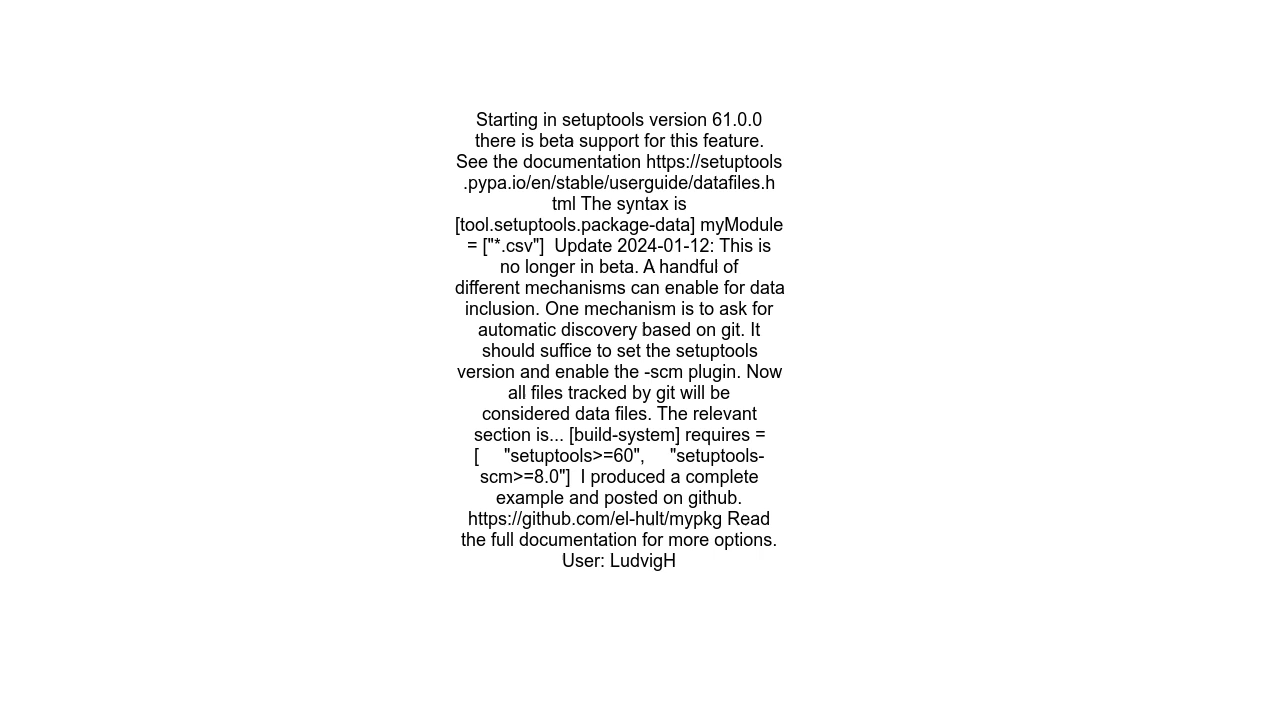 Starting in setuptools version 61.0.0
there is beta support for this feature.
See the documentation https://setuptools
.pypa.io/en/stable/userguide/datafiles.h
tml The syntax is
[tool.setuptools.package-data] myModule
= ["*.csv"]  Update 2024-01-12: This is
no longer in beta. A handful of
different mechanisms can enable for data
inclusion. One mechanism is to ask for
automatic discovery based on git. It
should suffice to set the setuptools
version and enable the -scm plugin. Now
all files tracked by git will be
considered data files. The relevant
section is... [build-system] requires =
[     "setuptools>=60",     "setuptools-
scm>=8.0"]  I produced a complete
example and posted on github.
https://github.com/el-hult/mypkg Read
the full documentation for more options.
User: LudvigH